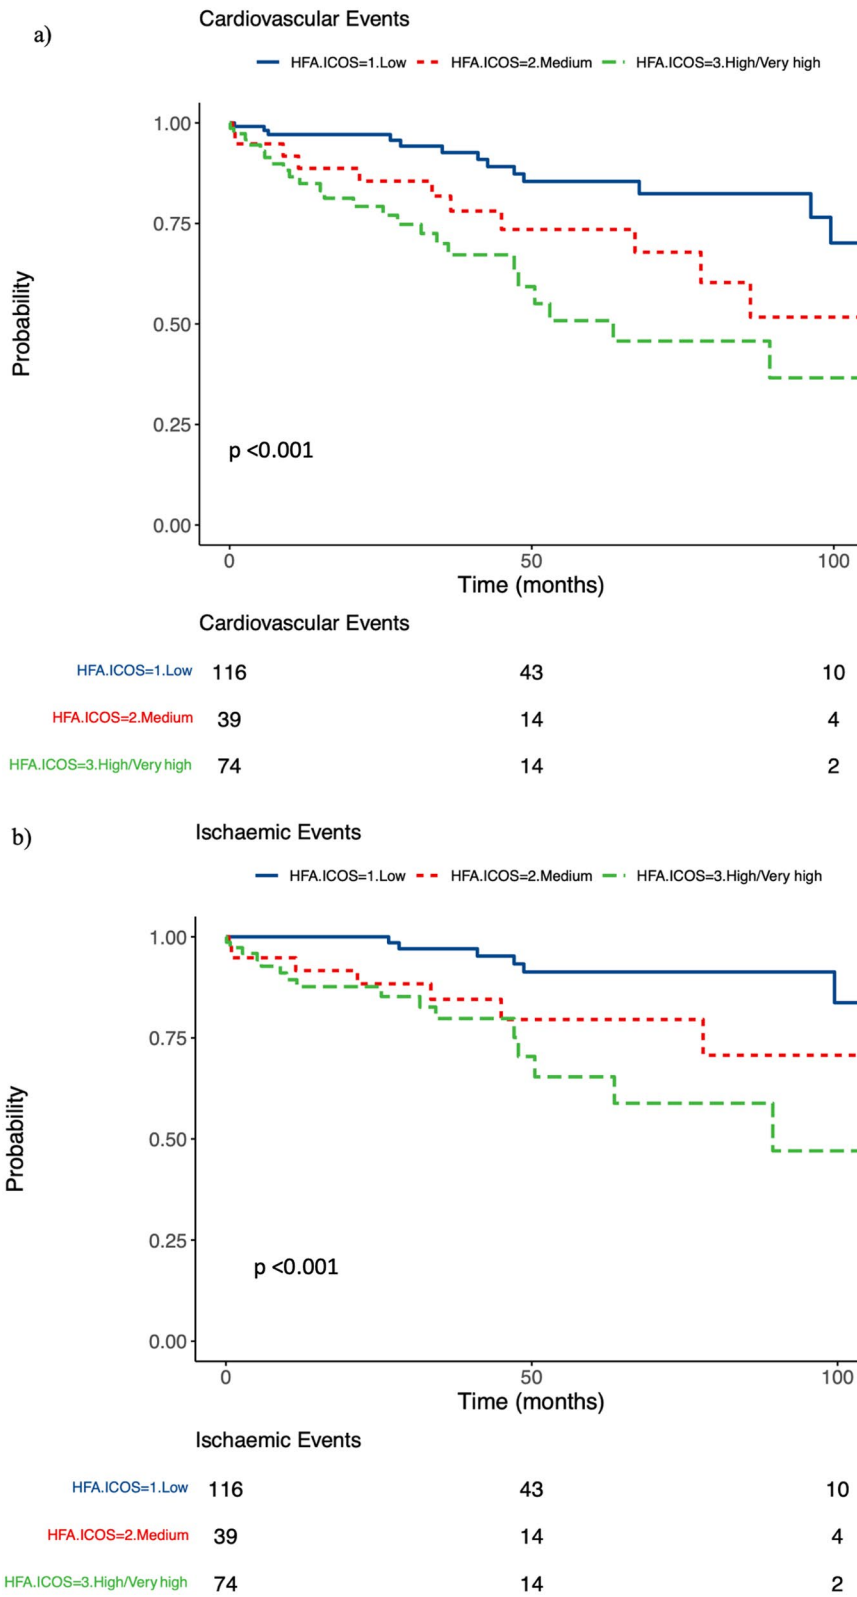 a)
Cardiovascular Events
HFA.ICOS=1.Low HFA.ICOS=2.Medium HFA.ICOS=3.High/Very high
1.00
0.75
0.50
0.25
0.00
Probability
p <0.001
0 50 100
Time (months)
Cardiovascular Events
HFA.ICOS=1.Low 116 43 10
HFA.ICOS=2.Medium 39 14 4
HFA.ICOS=3.High/Very high 74 14 2
b)
Ischaemic Events
HFA.ICOS=1.Low HFA.ICOS=2.Medium HFA.ICOS=3.High/Very high
1.00
0.75
0.50
0.25
0.00
Probability
p <0.001
0 50 100
Time (months)
Ischaemic Events
HFA.ICOS=1.Low 116 43 10
HFA.ICOS=2.Medium 39 14 4
HFA.ICOS=3.High/Very high 74 14 2